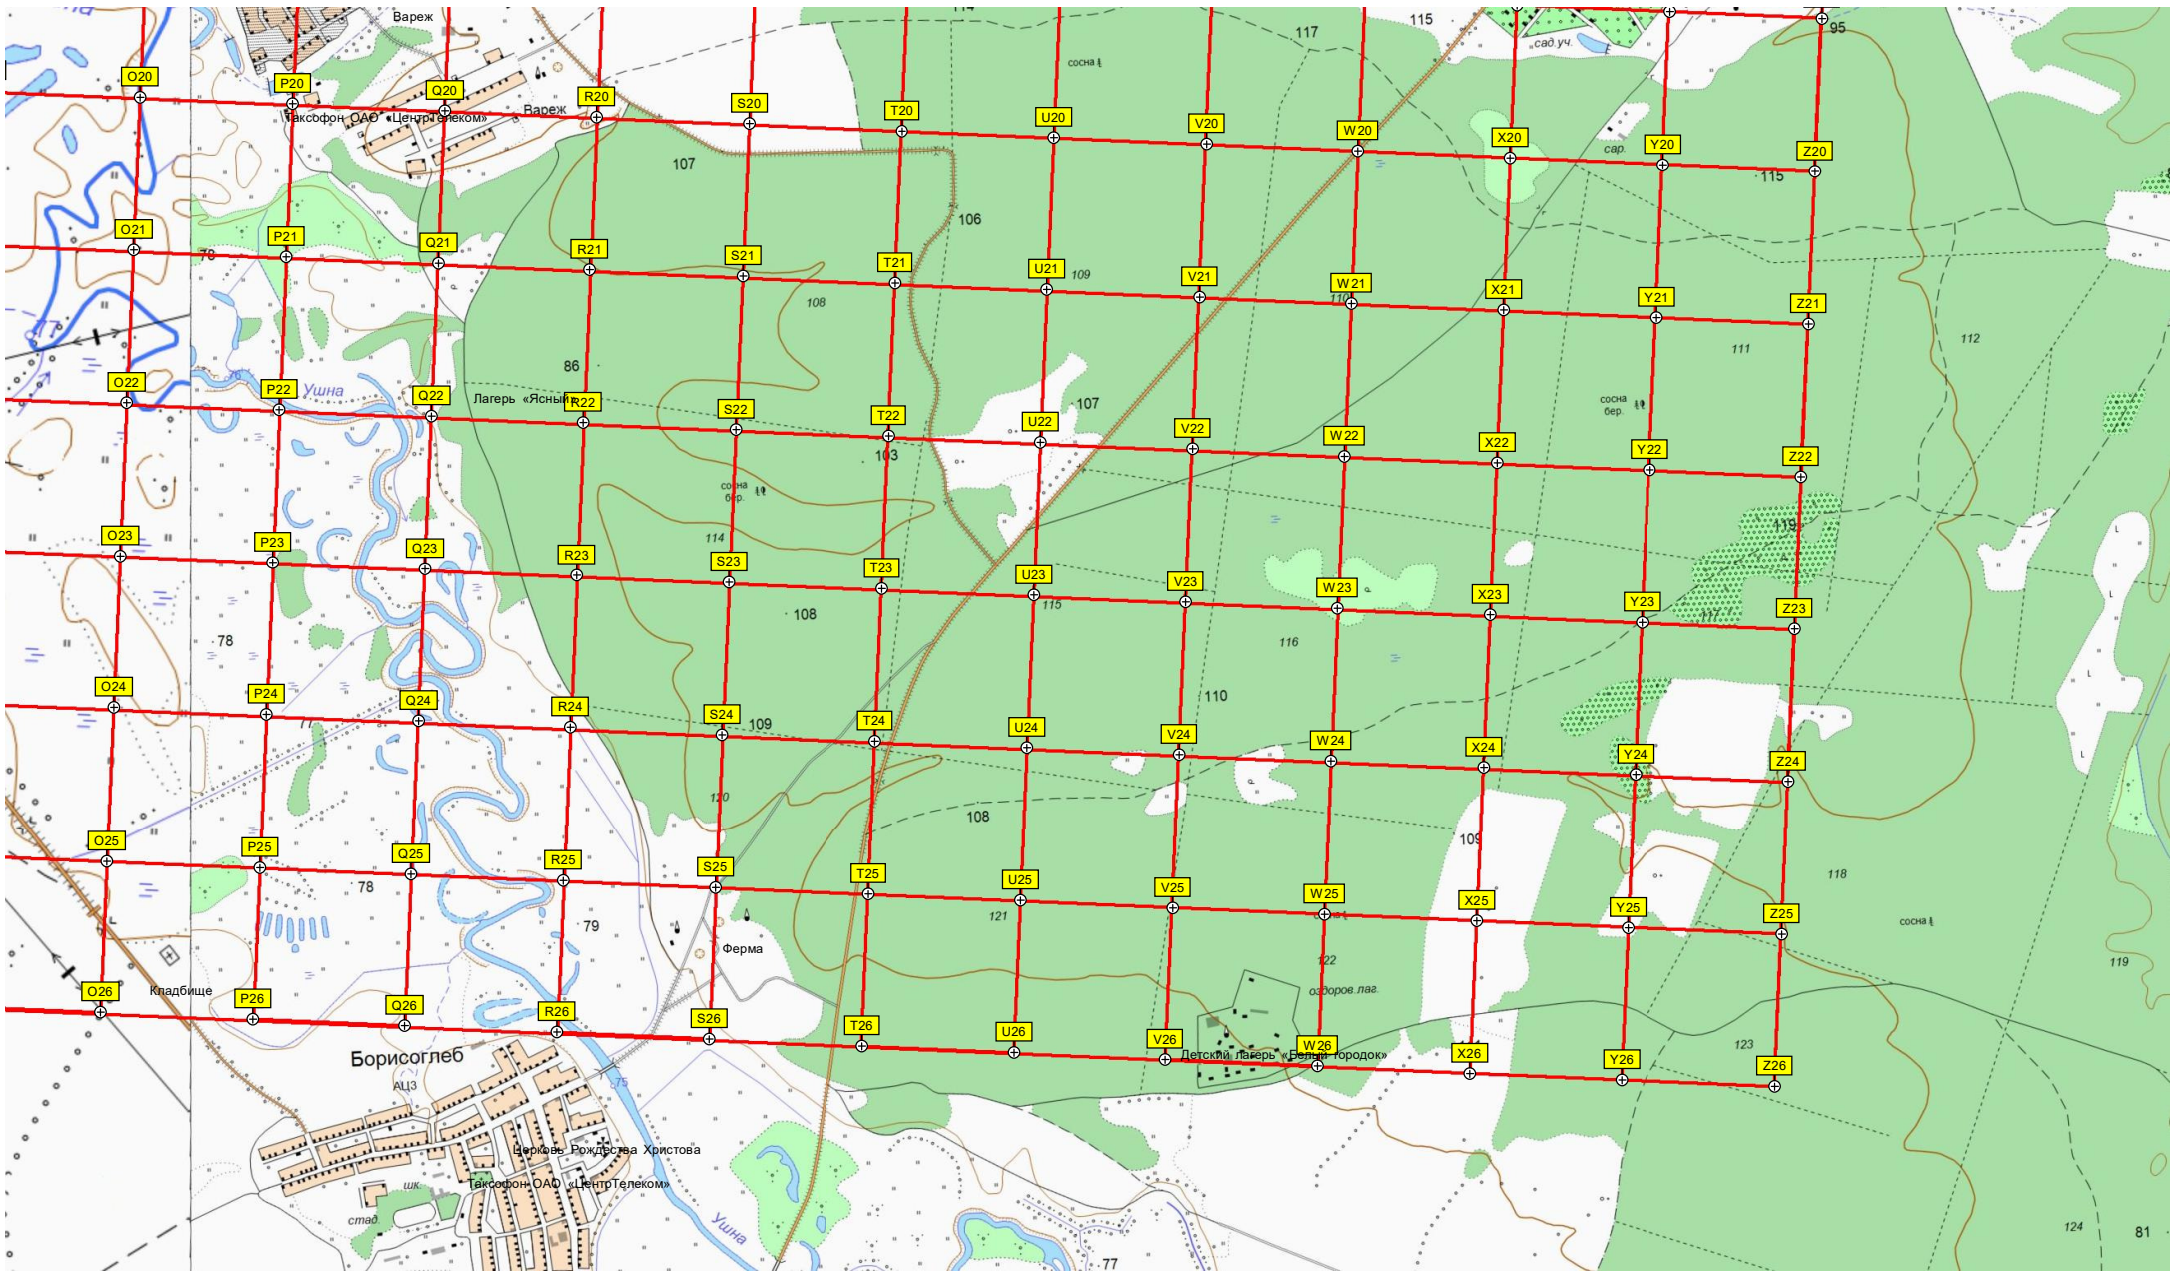 Вареж
117
115
сад.уч.
95
сосна
O20
P20
Q20
R20
S20
T20
U20
V20
W20
X20
Y20
Z20
Таксофон ОАО «ЦентрТелеком»
Вареж
107
сар.
115
106
O21
P21
Q21
R21
S21
T21
U21
V21
W21
X21
Y21
Z21
108
109
110
111
112
86
O22
P22
Q22
R22
S22
T22
U22
V22
W22
X22
Y22
Z22
Ушна
Лагерь «Ясный»
107
сосна
бер.
103
сосна
бер.
119
O23
P23
Q23
R23
S23
T23
U23
V23
W23
X23
Y23
Z23
114
115
117
108
116
78
O24
P24
Q24
R24
S24
T24
U24
V24
W24
X24
Y24
Z24
77
109
110
120
108
109
O25
P25
Q25
R25
S25
T25
U25
V25
W25
X25
Y25
Z25
78
118
121
79
сосна
Ферма
122
119
оздоров.лаг.
Кладбище
O26
P26
Q26
R26
S26
T26
U26
V26
W26
X26
Y26
Z26
Детский лагерь «Белый городок»
123
Борисоглеб
АЦЗ
75
Церковь Рождества Христова
Таксофон ОАО «ЦентрТелеком»
шк.
стад.
Ушна
77
124
81